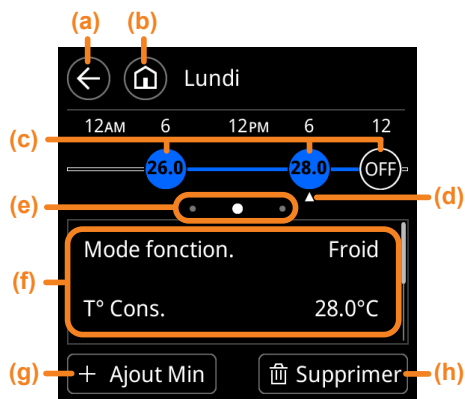 (a) (b)
Lundi
12AM 6 12PM 6 12
(c)
26.0 28.0 OFF
(e) (d)
Mode fonction. Froid
(f)
T° Cons. 28.0°C
(g) + Ajout Min Supprimer (h)